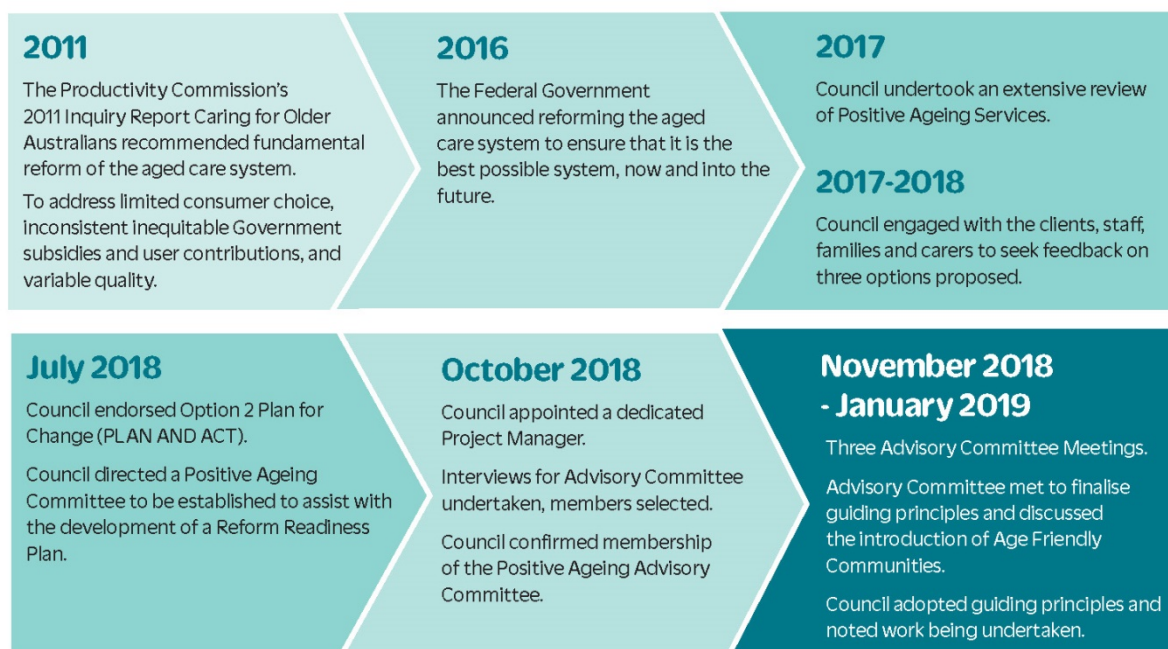 2011
The Productivity Commission's
2011 Inquiry Report Caring for Older
Australians recommended fundamental
reform of the aged care system.
To address limited consumer choice,
inconsistent inequitable Government
subsidies and user contributions, and
variable quality.
2016
The Federal Government
announced reforming the aged
care system to ensure that it is the
best possible system, now and into the
future.
2017
Council undertook an extensive review
of Positive Ageing Services.
2017-2018
Council engaged with the clients, staff,
families and carers to seek feedback on
three options proposed.
July 2018
Council endorsed Option 2 Plan for
Change (PLAN AND ACT).
Council directed a Positive Ageing
Committee to be established to assist with
the development of a Reform Readiness
Plan.
October 2018
Council appointed a dedicated
Project Manager.
Interviews for Advisory Committee
undertaken, members selected.
Council confirmed membership
of the Positive Ageing Advisory
Committee.
November 2018
- January 2019
Three Advisory Committee Meetings.
Advisory Committee met to finalise
guiding principles and discussed
the introduction of Age Friendly
Communities.
Council adopted guiding principles and
noted work being undertaken.